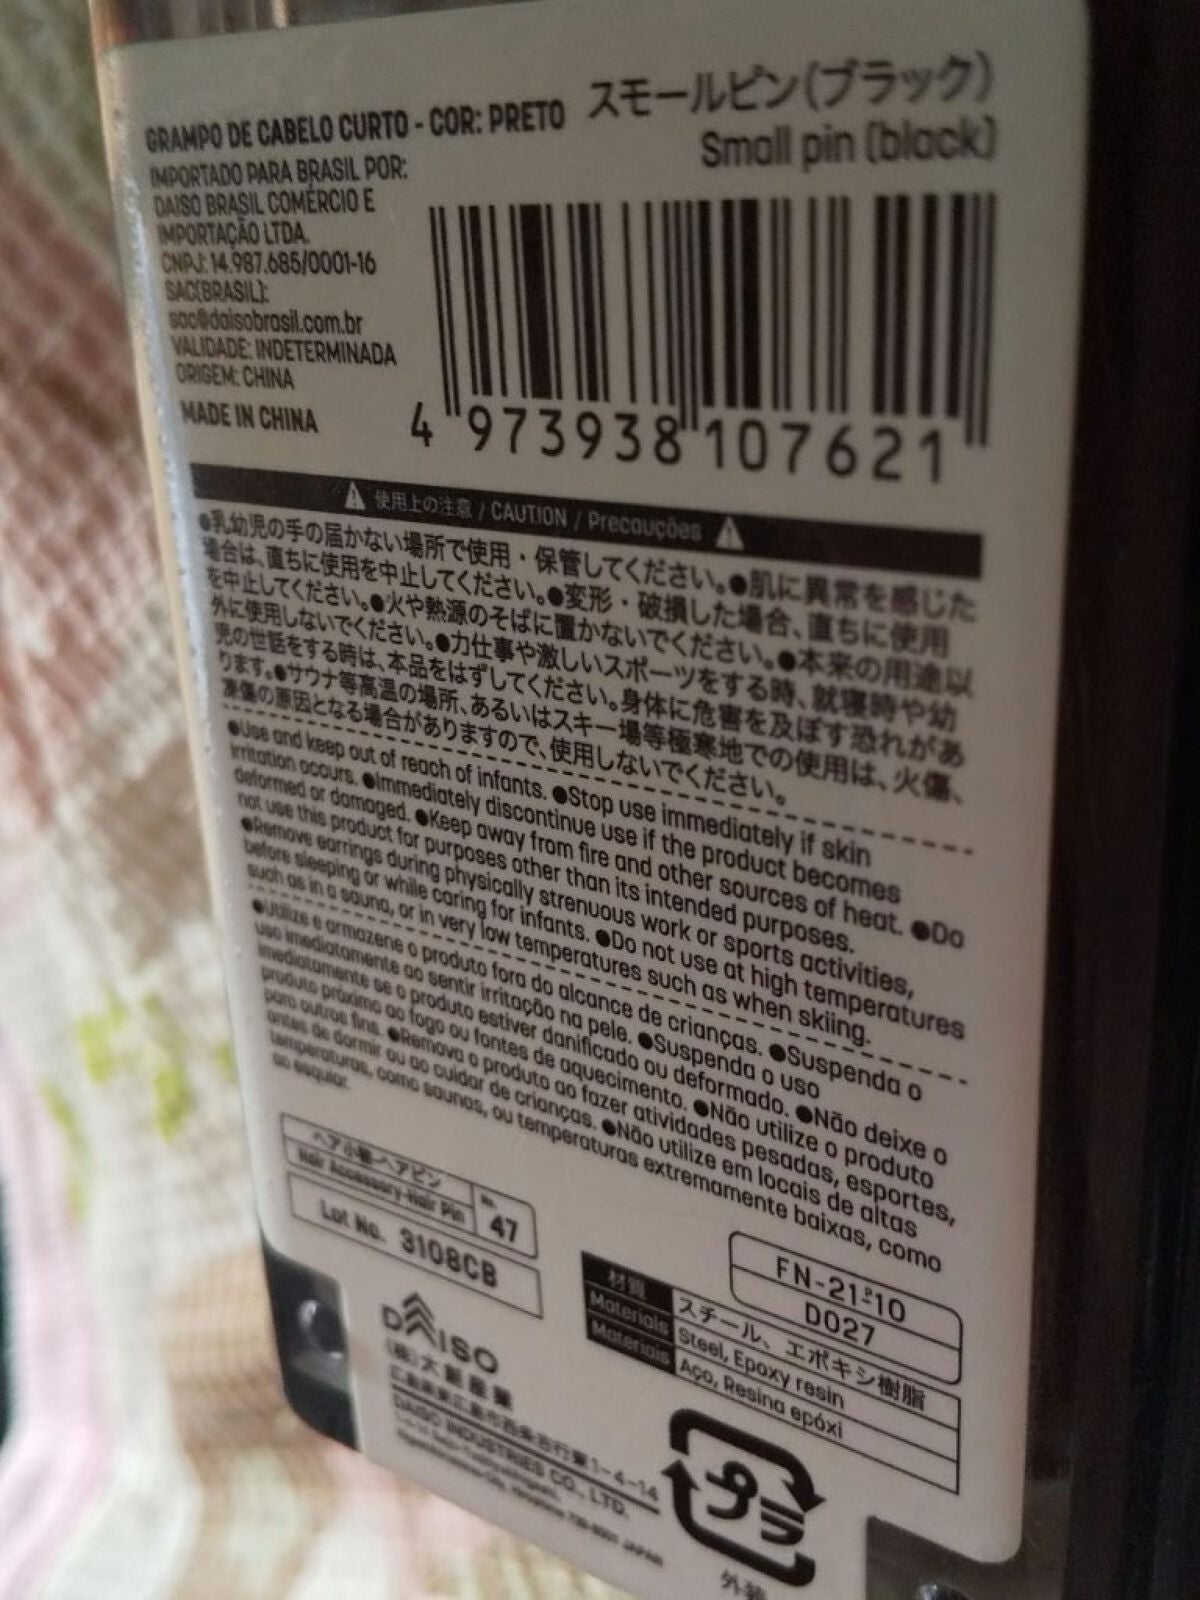 GRAMPO DE CABELO CURTO - COR: PRETO
スモールピン(ブラック)
Small pin (black)
IMPORTADO PARA BRASIL POR:
DAISO BRASIL COMÉRCIO E
IMPORTAÇÃO LTDA.
CNPJ: 14.987.685/0001-16
SAC(BRASIL):
sac@daisobrasil.com.br
VALIDADE: INDETERMINADA
ORIGEM: CHINA
MADE IN CHINA
4 973938 107621
使用上の注意 / CAUTION / Precauções
●乳幼児の手の届かない場所で使用・保管してください。●肌に異常を感じた
場合は、直ちに使用を中止してください。●変形・破損した場合、直ちに使用
を中止してください。●火や熱源のそばに置かないでください。●本来の用途以
外に使用しないでください。●力仕事や激しいスポーツをする時、就寝時や幼
児の世話をする時は、本品をはずしてください。身体に危害を及ぼす恐れがあ
ります。●サウナ等高温の場所、あるいはスキー場等極寒地での使用は、火傷、
凍傷の原因となる場合がありますので、使用しないでください。
●Use and keep out of reach of infants. ●Stop use immediately if skin
irritation occurs. ●Immediately discontinue use if the product becomes
deformed or damaged. ●Keep away from fire and other sources of heat. ●Do
not use this product for purposes other than its intended purposes.
●Remove earrings during physically strenuous work or sports activities,
before sleeping or while caring for infants. ●Do not use at high temperatures
such as in a sauna, or in very low temperatures such as when skiing.
●Utilize e armazene o produto fora do alcance de crianças. ●Suspenda o
uso imediatamente ao sentir irritação na pele. ●Suspenda o uso
imediatamente se o produto estiver danificado ou deformado. ●Não deixe o
produto próximo ao fogo ou fontes de aquecimento. ●Não utilize o produto
para outros fins. ●Remova o produto ao fazer atividades pesadas, esportes,
antes de dormir ou ao cuidar de crianças. ●Não utilize em locais de altas
temperaturas, como saunas, ou temperaturas extremamente baixas, como
ao esquiar.
ヘア小物-ヘアピン
Hair Accessory-Hair Pin
No.
47
Lot No. 3108CB
FN-21-P10
D027
材質 スチール、エポキシ樹脂
Materials Steel, Epoxy resin
Materiais Aço, Resina epóxi
DAISO
(株)大創産業
広島県東広島市西条吉行東1-4-14
DAISO INDUSTRIES CO., LTD.
JAPAN
プラ
外装